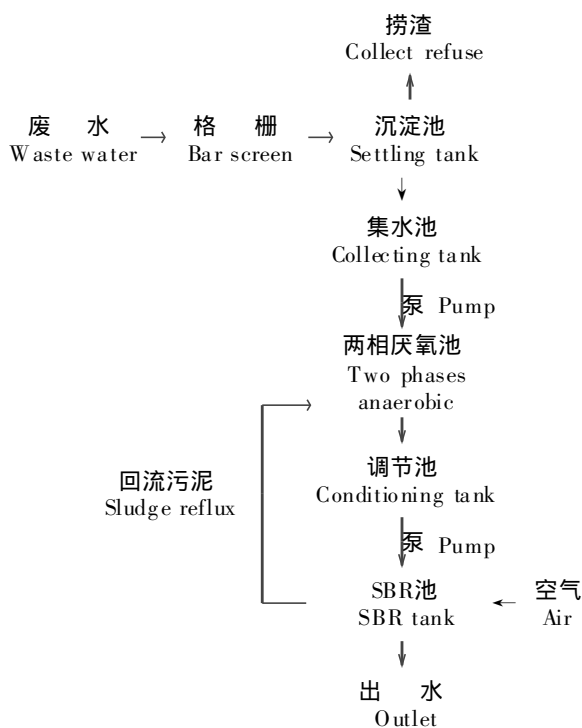 捞渣
Collect refuse
废 水
Waste water
格 栅
Bar screen
沉淀池
Settling tank
集水池
Collecting tank
泵 Pump
两相厌氧池
Two phases
anaerobic
回流污泥
Sludge reflux
调节池
Conditioning tank
泵 Pump
SBR池
SBR tank
空气
Air
出 水
Outlet